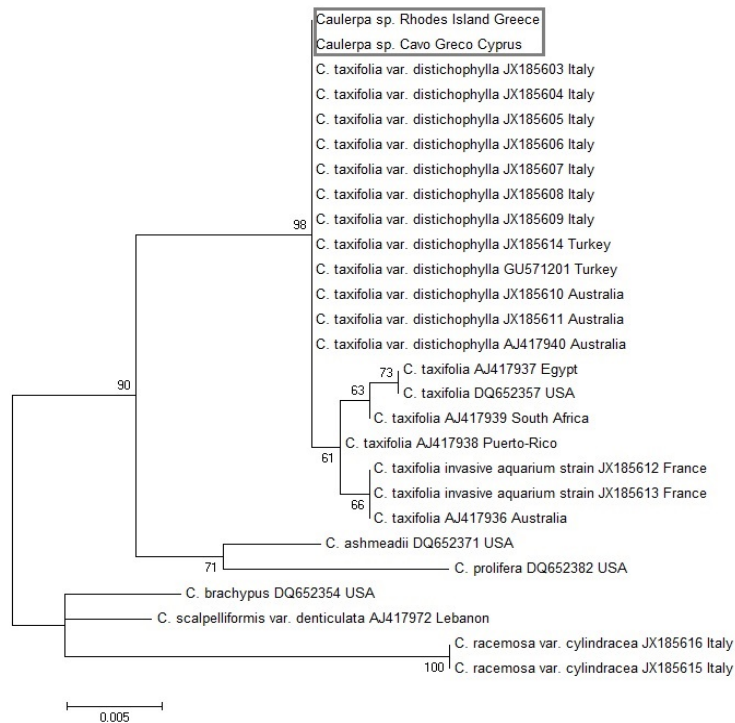 Caulerpa sp. Rhodes Island Greece
Caulerpa sp. Cavo Greco Cyprus
C. taxifolia var. distichophylla JX185603 Italy
C. taxifolia var. distichophylla JX185604 Italy
C. taxifolia var. distichophylla JX185605 Italy
C. taxifolia var. distichophylla JX185606 Italy
C. taxifolia var. distichophylla JX185607 Italy
C. taxifolia var. distichophylla JX185608 Italy
C. taxifolia var. distichophylla JX185609 Italy
98
C. taxifolia var. distichophylla JX185614 Turkey
C. taxifolia var. distichophylla GU571201 Turkey
C. taxifolia var. distichophylla JX185610 Australia
C. taxifolia var. distichophylla JX185611 Australia
C. taxifolia var. distichophylla AJ417940 Australia
73 C. taxifolia AJ417937 Egypt
90 63 C. taxifolia DQ652357 USA
C. taxifolia AJ417939 South Africa
C. taxifolia AJ417938 Puerto-Rico
61
C. taxifolia invasive aquarium strain JX185612 France
C. taxifolia invasive aquarium strain JX185613 France
66
C. taxifolia AJ417936 Australia
C. ashmeadii DQ652371 USA
71 C. prolifera DQ652382 USA
C. brachypus DQ652354 USA
C. scalpelliformis var. denticulata AJ417972 Lebanon
C. racemosa var. cylindracea JX185616 Italy
100 C. racemosa var. cylindracea JX185615 Italy
0.005